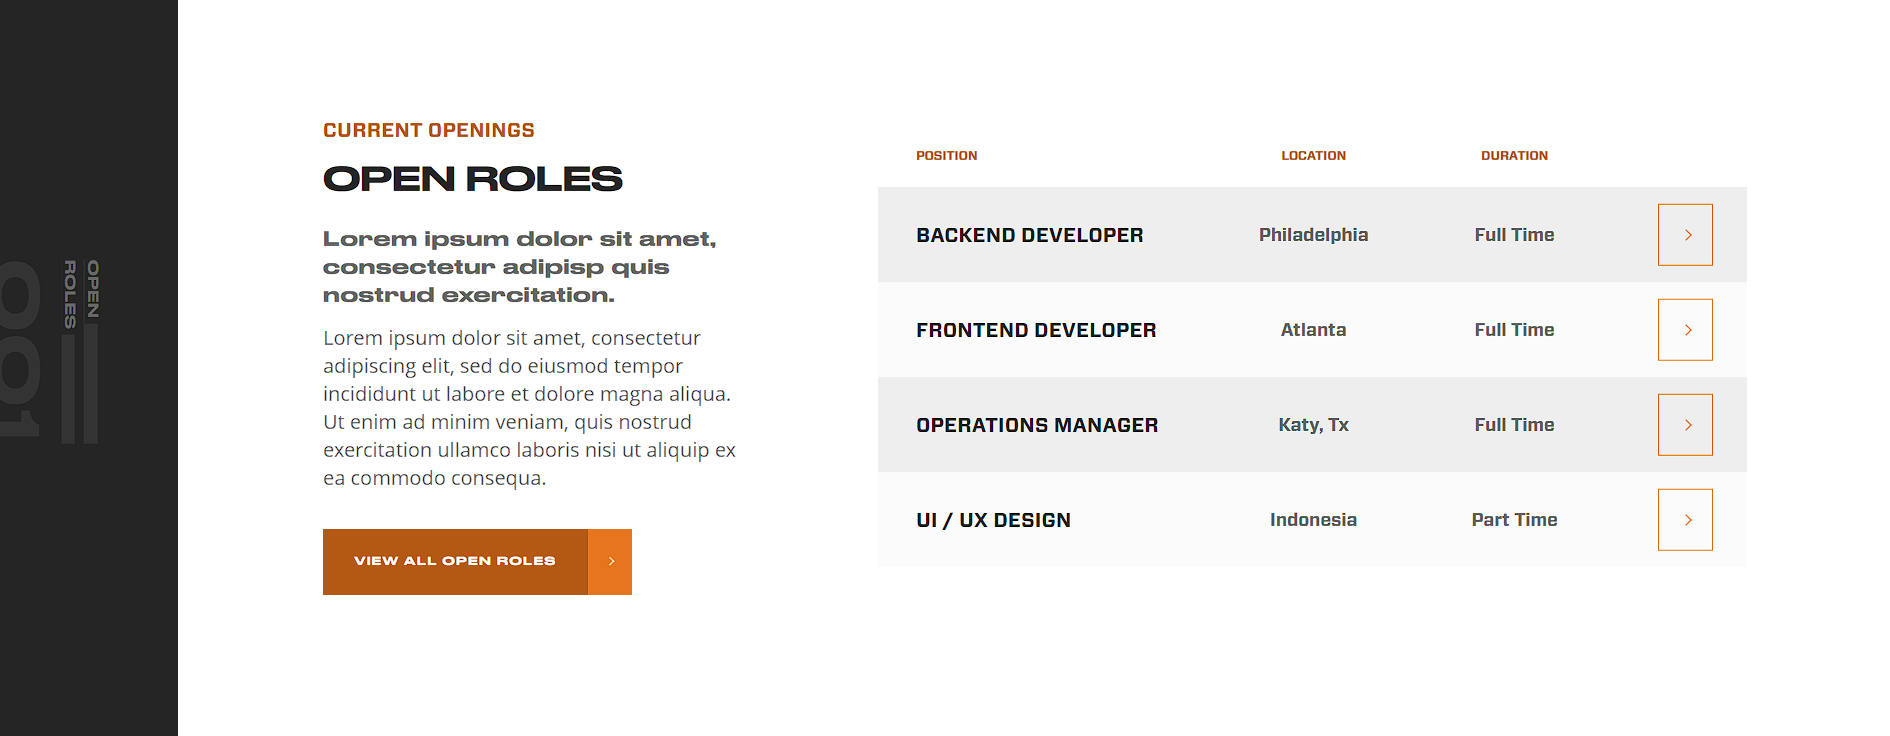 OPEN
ROLES
001
CURRENT OPENINGS
OPEN ROLES
Lorem ipsum dolor sit amet,
consectetur adipisp quis
nostrud exercitation.
Lorem ipsum dolor sit amet, consectetur
adipiscing elit, sed do eiusmod tempor
incididunt ut labore et dolore magna aliqua.
Ut enim ad minim veniam, quis nostrud
exercitation ullamco laboris nisi ut aliquip ex
ea commodo consequa.
VIEW ALL OPEN ROLES
POSITION LOCATION DURATION
BACKEND DEVELOPER Philadelphia Full Time
FRONTEND DEVELOPER Atlanta Full Time
OPERATIONS MANAGER Katy, Tx Full Time
UI / UX DESIGN Indonesia Part Time